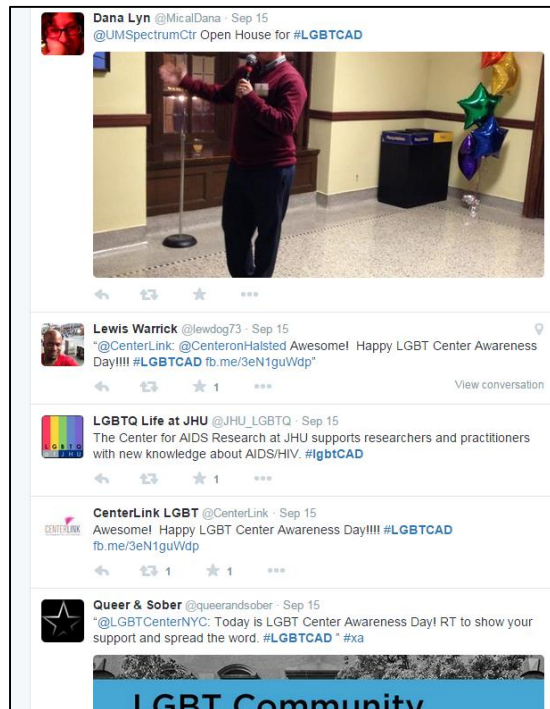 Dana Lyn @MicalDana · Sep 15
@UMSpectrumCtr Open House for #LGBTCAD
Lewis Warrick @lewdog73 · Sep 15
"@CenterLink: @CenteronHalsted Awesome! Happy LGBT Center Awareness
Day!!!! #LGBTCAD fb.me/3eN1guWdp"
1
View conversation
LGBTQ
AT JHU
LGBTQ Life at JHU @JHU_LGBTQ · Sep 15
The Center for AIDS Research at JHU supports researchers and practitioners
with new knowledge about AIDS/HIV. #lgbtCAD
1
CENTERLINK
CenterLink LGBT @CenterLink · Sep 15
Awesome! Happy LGBT Center Awareness Day!!!! #LGBTCAD
fb.me/3eN1guWdp
1 1
Queer & Sober @queerandsober · Sep 15
"@LGBTCenterNYC: Today is LGBT Center Awareness Day! RT to show your
support and spread the word. #LGBTCAD " #xa
LGBT Community